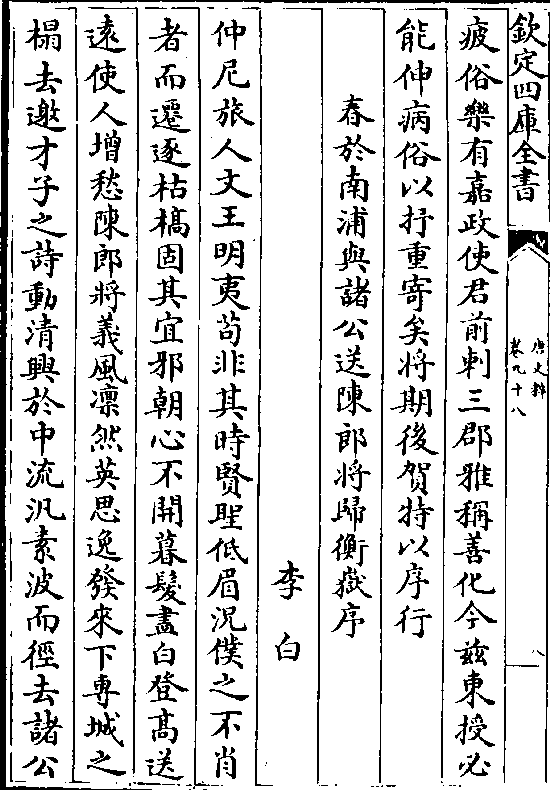 欽定四庫全書
唐文粹
卷九十八
八
疲俗樂有嘉政使君前刺三郡雅稱善化今兹東授必
能伸病俗以抒重寄矣將期後賀特以序行
春於南浦與諸公送陳郎將歸衡嶽序
李白
仲尼旅人文王明夷苟非其時賢聖低眉況僕之不肖
者而遷逐枯槁固其宜邪朝心不開暮髮盡白登髙送
遠使人增愁陳郎將義風凛然英思逸發來下專城之
榻去邀才子之詩動清興於中流汎素波而徑去諸公